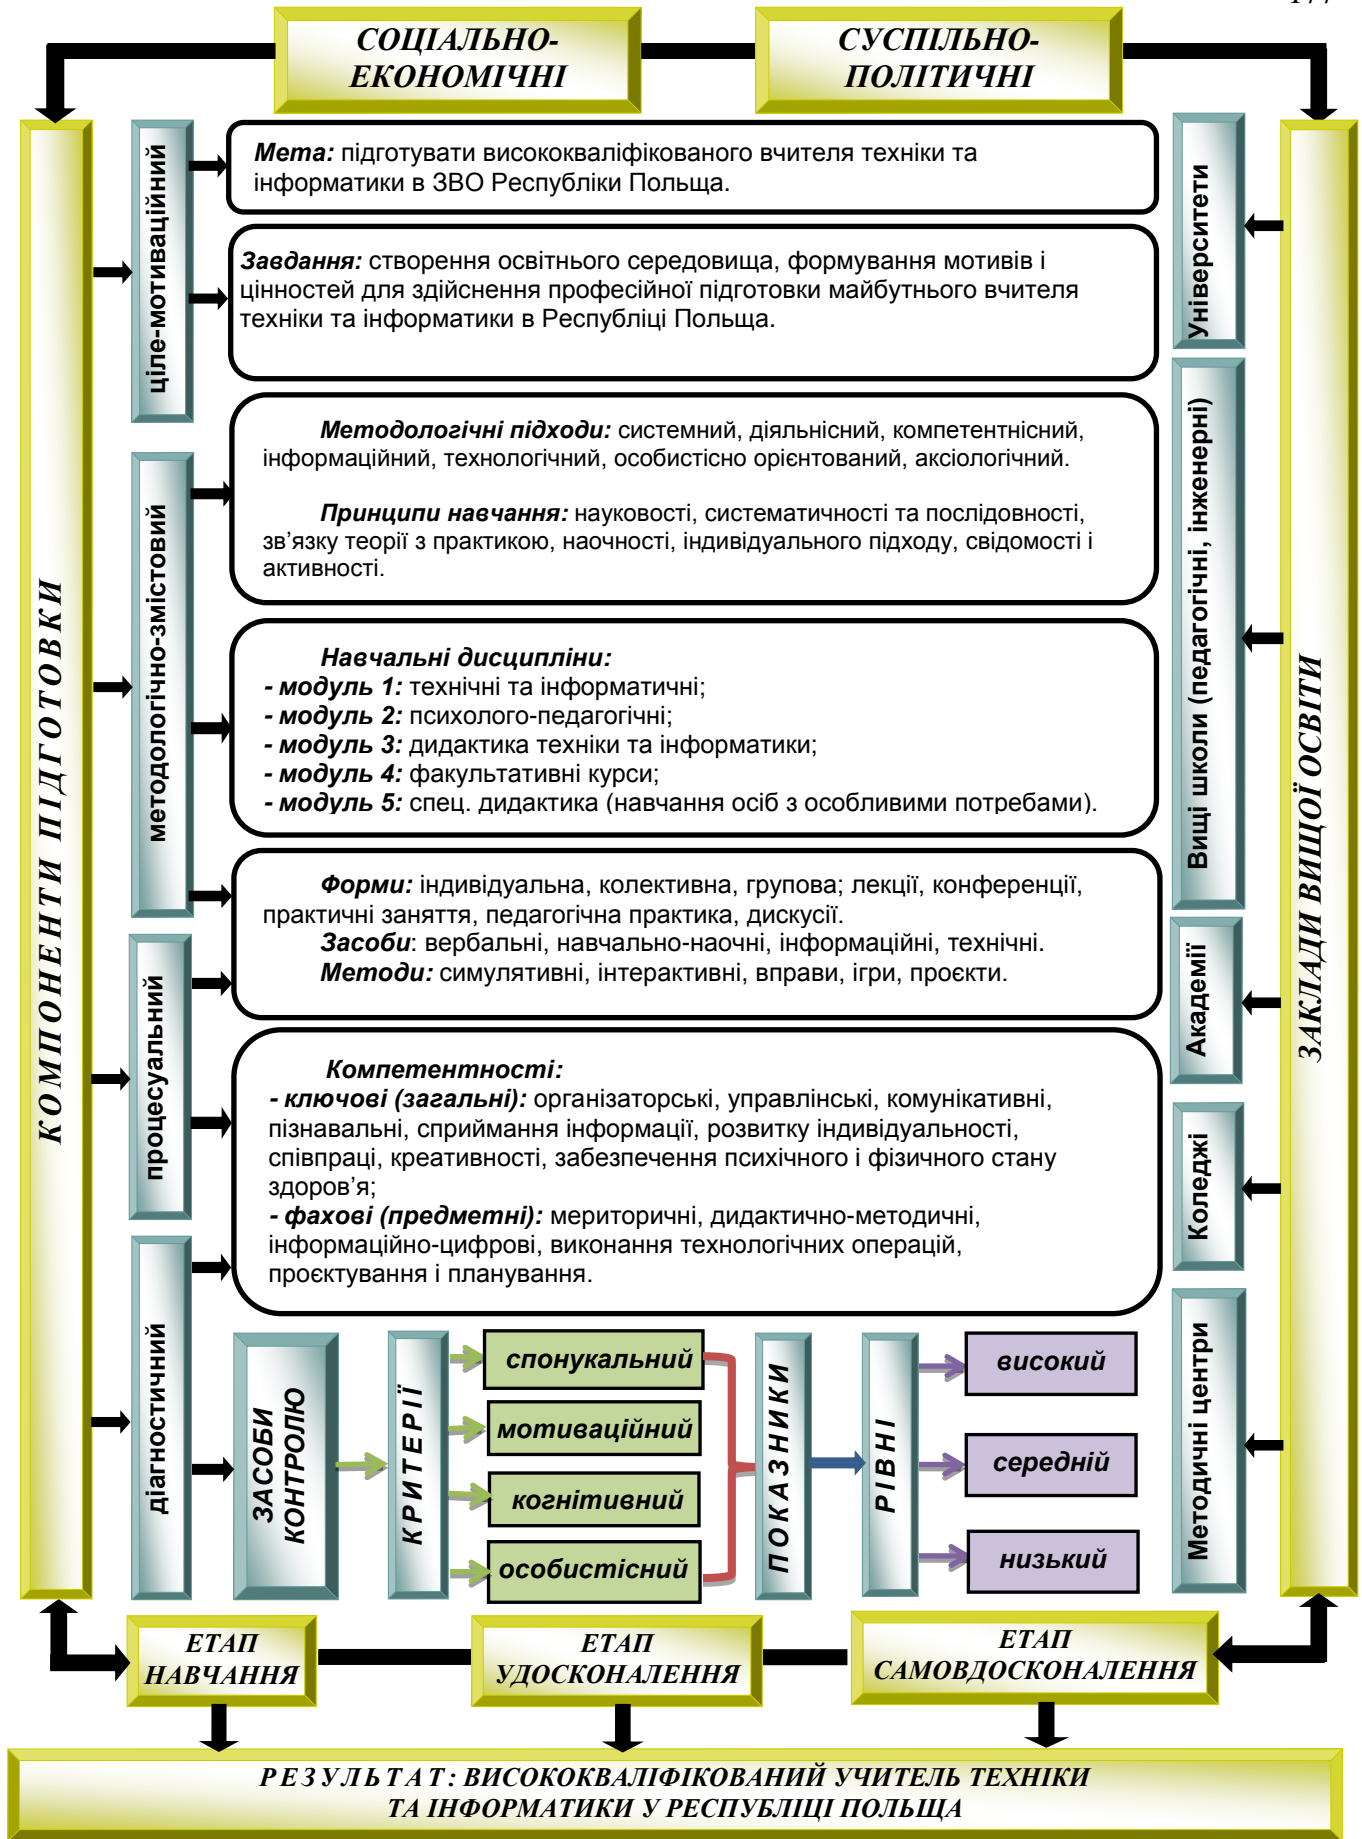 СОЦІАЛЬНО-
ЕКОНОМІЧНІ
СУСПІЛЬНО-
ПОЛІТИЧНІ
КОМПОНЕНТИ ПІДГОТОВКИ
ціле-мотиваційний
Мета: підготувати висококваліфікованого вчителя техніки та
інформатики в ЗВО Республіки Польща.
Завдання: створення освітнього середовища, формування мотивів і
цінностей для здійснення професійної підготовки майбутнього вчителя
техніки та інформатики в Республіці Польща.
методологічно-змістовий
Методологічні підходи: системний, діяльнісний, компетентнісний,
інформаційний, технологічний, особистісно орієнтований, аксіологічний.
Принципи навчання: науковості, систематичності та послідовності,
зв’язку теорії з практикою, наочності, індивідуального підходу, свідомості і
активності.
Навчальні дисципліни:
- модуль 1: технічні та інформатичні;
- модуль 2: психолого-педагогічні;
- модуль 3: дидактика техніки та інформатики;
- модуль 4: факультативні курси;
- модуль 5: спец. дидактика (навчання осіб з особливими потребами).
процесуальний
Форми: індивідуальна, колективна, групова; лекції, конференції,
практичні заняття, педагогічна практика, дискусії.
Засоби: вербальні, навчально-наочні, інформаційні, технічні.
Методи: симулятивні, інтерактивні, вправи, ігри, проєкти.
Компетентності:
- ключові (загальні): організаторські, управлінські, комунікативні,
пізнавальні, сприймання інформації, розвитку індивідуальності,
співпраці, креативності, забезпечення психічного і фізичного стану
здоров’я;
- фахові (предметні): мериторичні, дидактично-методичні,
інформаційно-цифрові, виконання технологічних операцій,
проєктування і планування.
діагностичний
ЗАСОБИ
КОНТРОЛЮ
КРИТЕРІЇ
спонукальний
мотиваційний
когнітивний
особистісний
ПОКАЗНИКИ
РІВНІ
високий
середній
низький
Університети
Вищі школи (педагогічні, інженерні)
Академії
Коледжі
Методичні центри
ЗАКЛАДИ ВИЩОЇ ОСВІТИ
ЕТАП
НАВЧАННЯ
ЕТАП
УДОСКОНАЛЕННЯ
ЕТАП
САМОВДОСКОНАЛЕННЯ
РЕЗУЛЬТАТ: ВИСОКОКВАЛІФІКОВАНИЙ УЧИТЕЛЬ ТЕХНІКИ
ТА ІНФОРМАТИКИ У РЕСПУБЛІЦІ ПОЛЬЩА